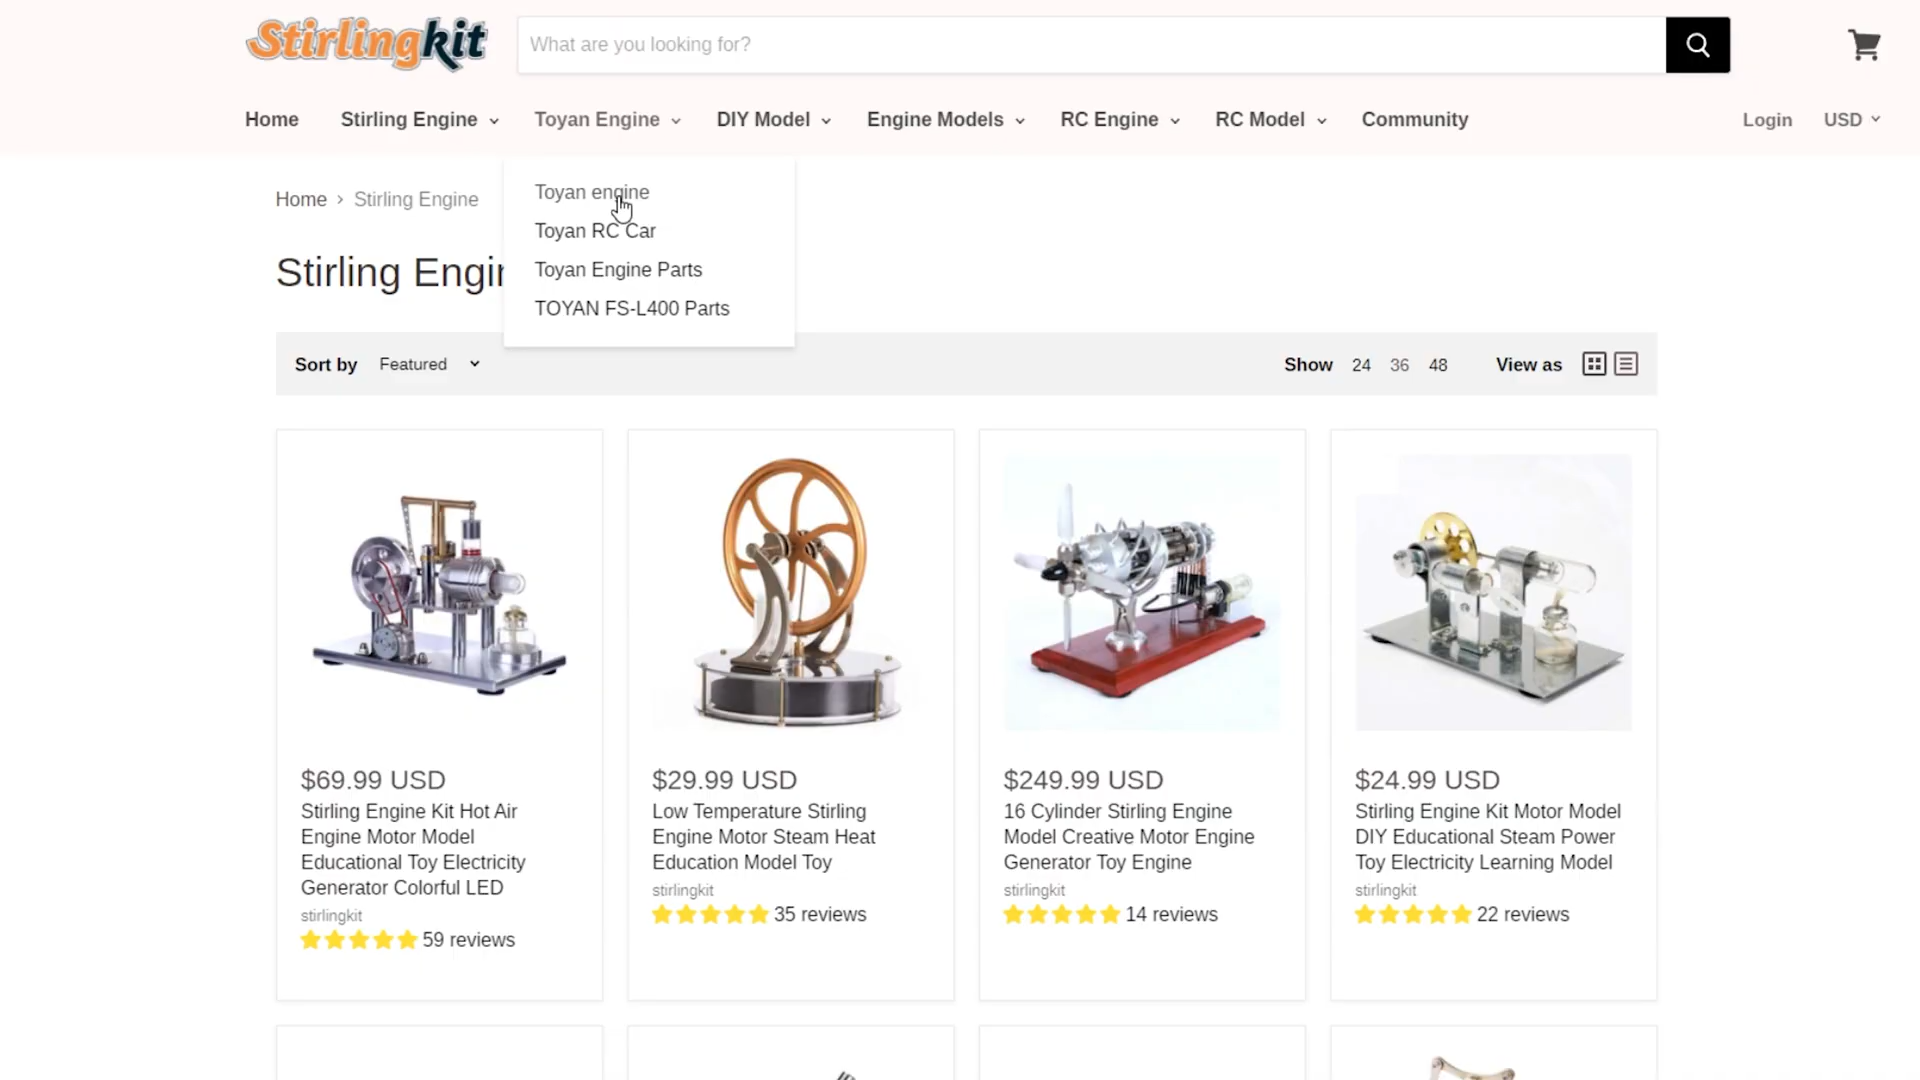 Stirlingkit
What are you looking for?
Home Stirling Engine Toyan Engine DIY Model Engine Models RC Engine RC Model Community Login USD
Toyan engine
Toyan RC Car
Toyan Engine Parts
TOYAN FS-L400 Parts
Home › Stirling Engine
Stirling Engin
Sort by Featured Show 24 36 48 View as
$69.99 USD
Stirling Engine Kit Hot Air
Engine Motor Model
Educational Toy Electricity
Generator Colorful LED
stirlingkit
59 reviews
$29.99 USD
Low Temperature Stirling
Engine Motor Steam Heat
Education Model Toy
stirlingkit
35 reviews
$249.99 USD
16 Cylinder Stirling Engine
Model Creative Motor Engine
Generator Toy Engine
stirlingkit
14 reviews
$24.99 USD
Stirling Engine Kit Motor Model
DIY Educational Steam Power
Toy Electricity Learning Model
stirlingkit
22 reviews